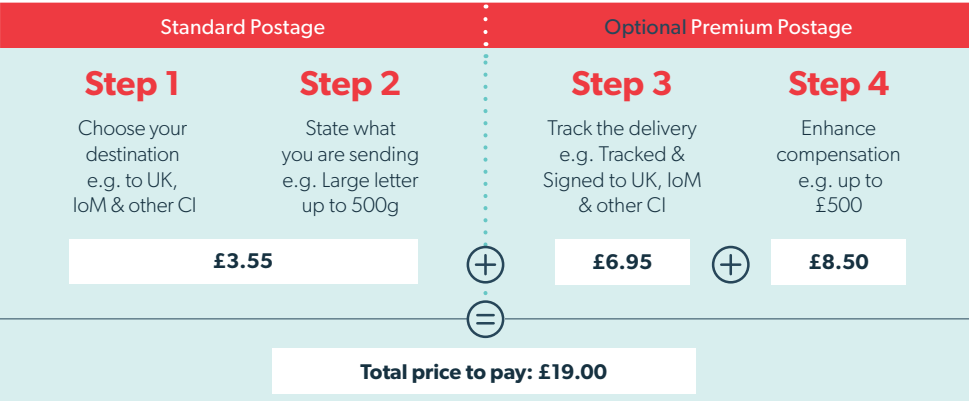 Standard Postage
Optional Premium Postage
Step 1
Choose your
destination
e.g. to UK,
IoM & other CI
Step 2
State what
you are sending
e.g. Large letter
up to 500g
£3.55
+
Step 3
Track the delivery
e.g. Tracked &
Signed to UK, IoM
& other CI
£6.95
+
Step 4
Enhance
compensation
e.g. up to
£500
£8.50
=
Total price to pay: £19.00